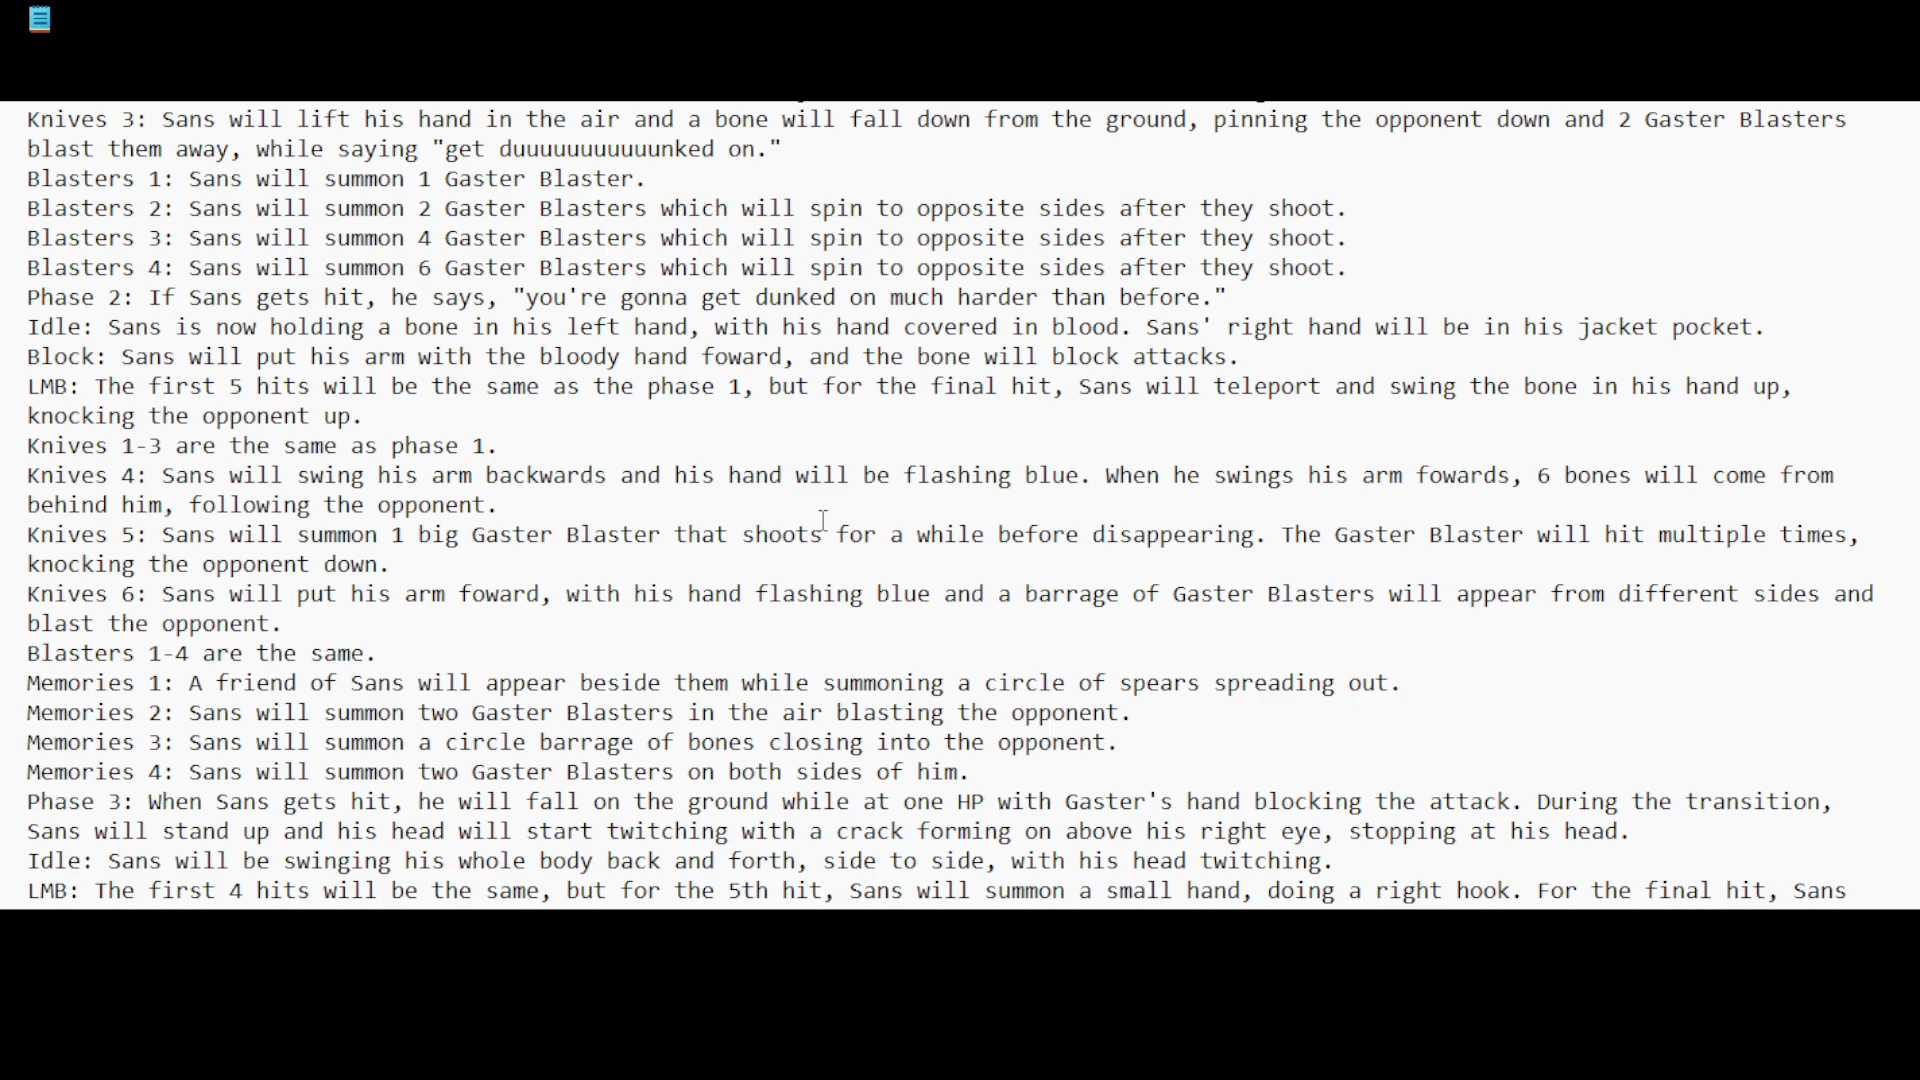 Knives 3: Sans will lift his hand in the air and a bone will fall down from the ground, pinning the opponent down and 2 Gaster Blasters
blast them away, while saying "get duuuuuuuuuuunked on."
Blasters 1: Sans will summon 1 Gaster Blaster.
Blasters 2: Sans will summon 2 Gaster Blasters which will spin to opposite sides after they shoot.
Blasters 3: Sans will summon 4 Gaster Blasters which will spin to opposite sides after they shoot.
Blasters 4: Sans will summon 6 Gaster Blasters which will spin to opposite sides after they shoot.
Phase 2: If Sans gets hit, he says, "you're gonna get dunked on much harder than before."
Idle: Sans is now holding a bone in his left hand, with his hand covered in blood. Sans' right hand will be in his jacket pocket.
Block: Sans will put his arm with the bloody hand foward, and the bone will block attacks.
LMB: The first 5 hits will be the same as the phase 1, but for the final hit, Sans will teleport and swing the bone in his hand up,
knocking the opponent up.
Knives 1-3 are the same as phase 1.
Knives 4: Sans will swing his arm backwards and his hand will be flashing blue. When he swings his arm fowards, 6 bones will come from
behind him, following the opponent.
Knives 5: Sans will summon 1 big Gaster Blaster that shoots for a while before disappearing. The Gaster Blaster will hit multiple times,
knocking the opponent down.
Knives 6: Sans will put his arm foward, with his hand flashing blue and a barrage of Gaster Blasters will appear from different sides and
blast the opponent.
Blasters 1-4 are the same.
Memories 1: A friend of Sans will appear beside them while summoning a circle of spears spreading out.
Memories 2: Sans will summon two Gaster Blasters in the air blasting the opponent.
Memories 3: Sans will summon a circle barrage of bones closing into the opponent.
Memories 4: Sans will summon two Gaster Blasters on both sides of him.
Phase 3: When Sans gets hit, he will fall on the ground while at one HP with Gaster's hand blocking the attack. During the transition,
Sans will stand up and his head will start twitching with a crack forming on above his right eye, stopping at his head.
Idle: Sans will be swinging his whole body back and forth, side to side, with his head twitching.
LMB: The first 4 hits will be the same, but for the 5th hit, Sans will summon a small hand, doing a right hook. For the final hit, Sans